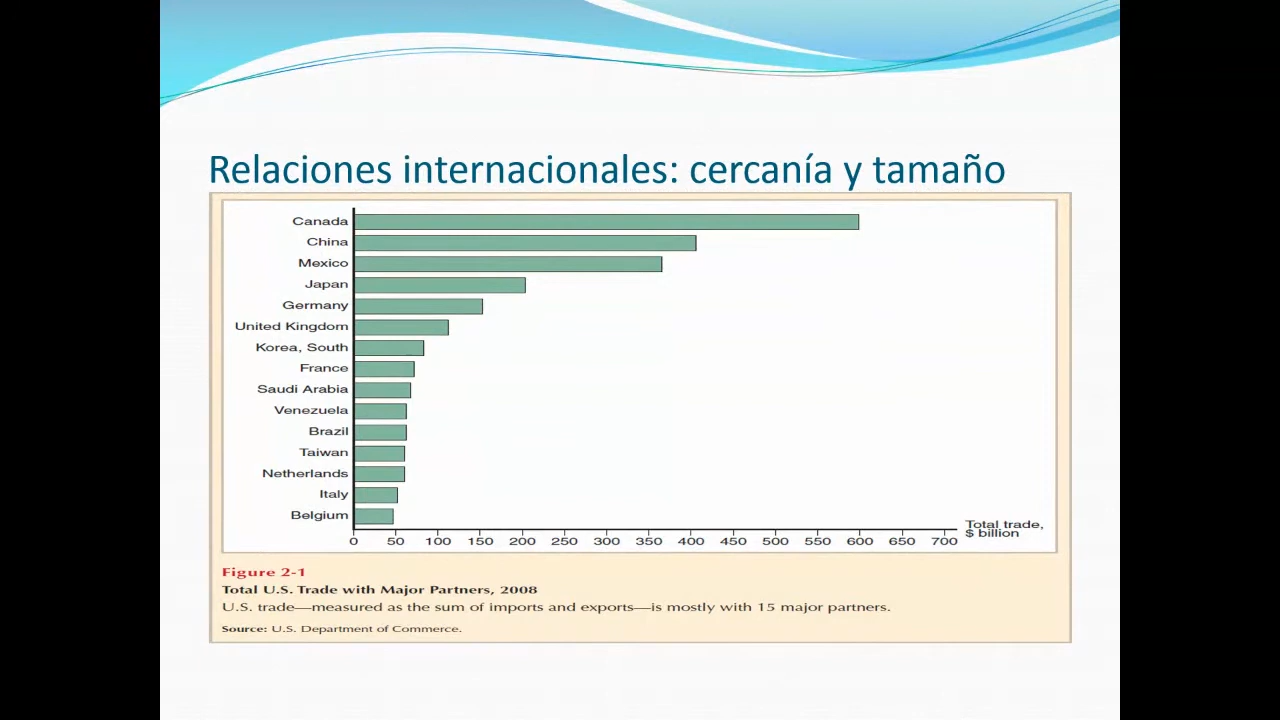 Relaciones internacionales: cercanía y tamaño
Canada
China
Mexico
Japan
Germany
United Kingdom
Korea, South
France
Saudi Arabia
Venezuela
Brazil
Taiwan
Netherlands
Italy
Belgium
0 50 100 150 200 250 300 350 400 450 500 550 600 650 700
Total trade,
$ billion
Figure 2-1
Total U.S. Trade with Major Partners, 2008
U.S. trade—measured as the sum of imports and exports—is mostly with 15 major partners.
Source: U.S. Department of Commerce.